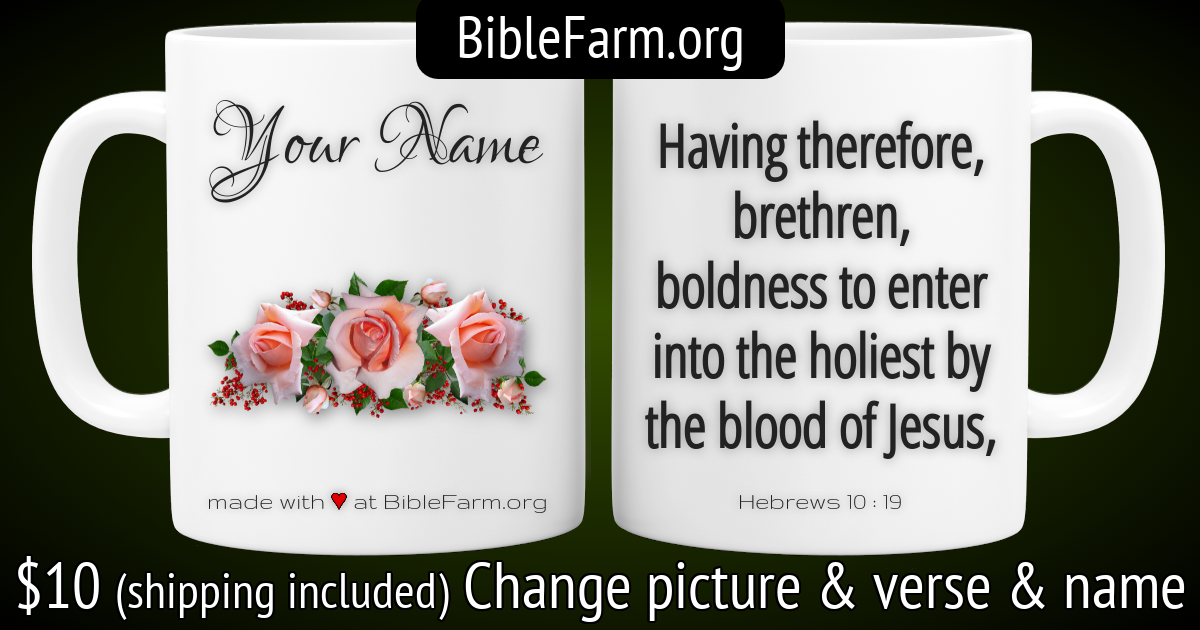 BibleFarm.org
Your Name
made with ♥ at BibleFarm.org
Having therefore,
brethren,
boldness to enter
into the holiest by
the blood of Jesus,
Hebrews 10 : 19
$10 (shipping included) Change picture & verse & name